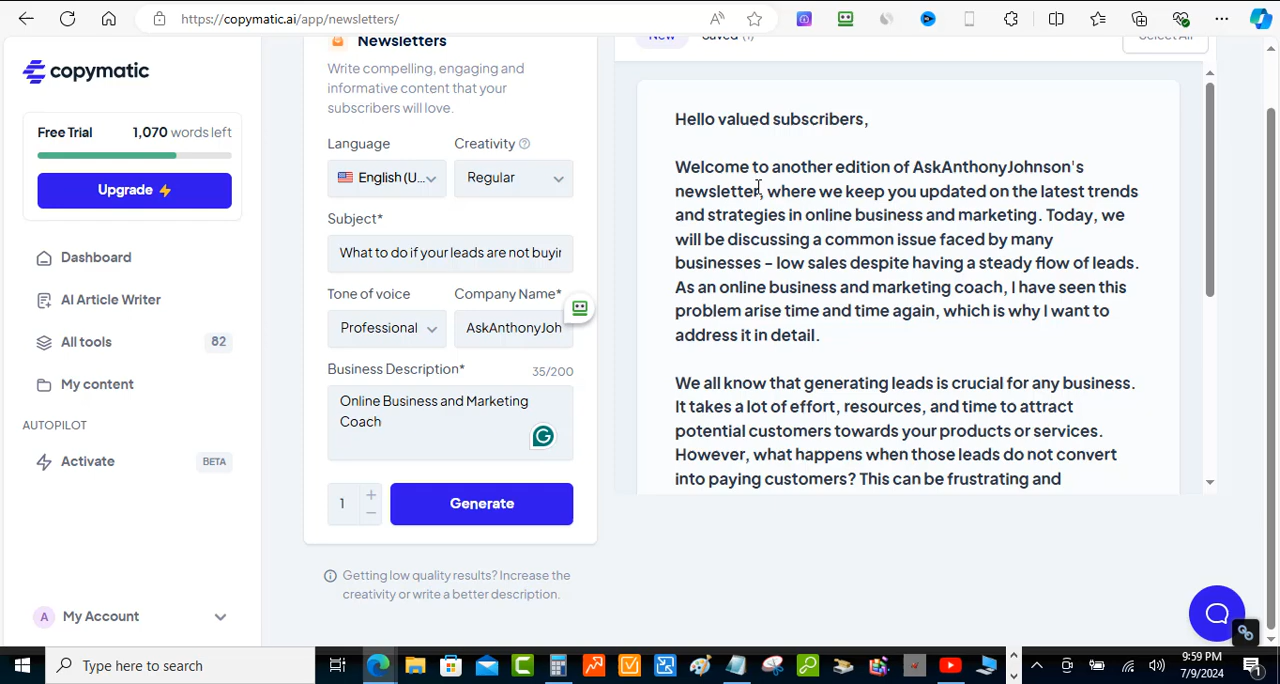 https://copymatic.ai/app/newsletters/
copymatic
Free Trial 1,070 words left
Upgrade
Dashboard
AI Article Writer
All tools 82
My content
AUTOPILOT
Activate BETA
A My Account
Newsletters
Write compelling, engaging and
informative content that your
subscribers will love.
Language Creativity
English (U... Regular
Subject*
What to do if your leads are not buyin
Tone of voice Company Name*
Professional AskAnthonyJoh
Business Description* 35/200
Online Business and Marketing
Coach
1 Generate
Getting low quality results? Increase the
creativity or write a better description.
New Saved (1) Select All
Hello valued subscribers,
Welcome to another edition of AskAnthonyJohnson's
newsletter, where we keep you updated on the latest trends
and strategies in online business and marketing. Today, we
will be discussing a common issue faced by many
businesses - low sales despite having a steady flow of leads.
As an online business and marketing coach, I have seen this
problem arise time and time again, which is why I want to
address it in detail.
We all know that generating leads is crucial for any business.
It takes a lot of effort, resources, and time to attract
potential customers towards your products or services.
However, what happens when those leads do not convert
into paying customers? This can be frustrating and
Type here to search
9:59 PM
7/9/2024